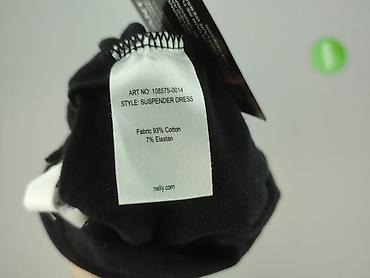 ART NO: 108575-0014
STYLE: SUSPENDER DRESS
Fabric 93% Cotton
7% Elastan
nelly.com